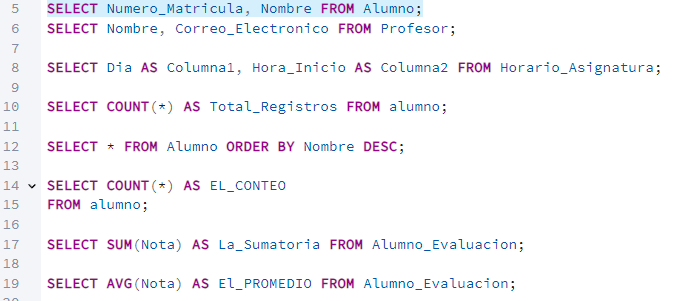 5 SELECT Numero_Matricula, Nombre FROM Alumno;
6 SELECT Nombre, Correo_Electronico FROM Profesor;
7
8 SELECT Dia AS Columna1, Hora_Inicio AS Columna2 FROM Horario_Asignatura;
9
10 SELECT COUNT(*) AS Total_Registros FROM alumno;
11
12 SELECT * FROM Alumno ORDER BY Nombre DESC;
13
14 SELECT COUNT(*) AS EL_CONTEO
15 FROM alumno;
16
17 SELECT SUM(Nota) AS La_Sumatoria FROM Alumno_Evaluacion;
18
19 SELECT AVG(Nota) AS El_PROMEDIO FROM Alumno_Evaluacion;